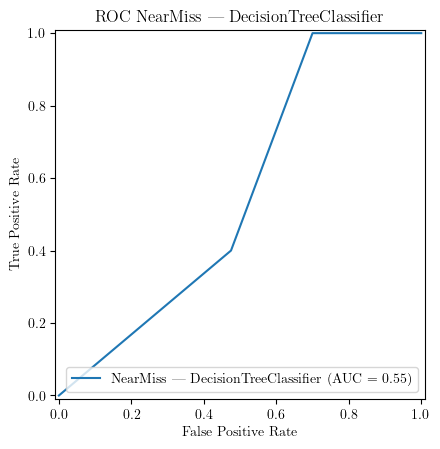 ROC NearMiss — DecisionTreeClassifier
1.0
0.8
0.6
0.4
0.2
0.0
True Positive Rate
NearMiss — DecisionTreeClassifier (AUC = 0.55)
0.0 0.2 0.4 0.6 0.8 1.0
False Positive Rate